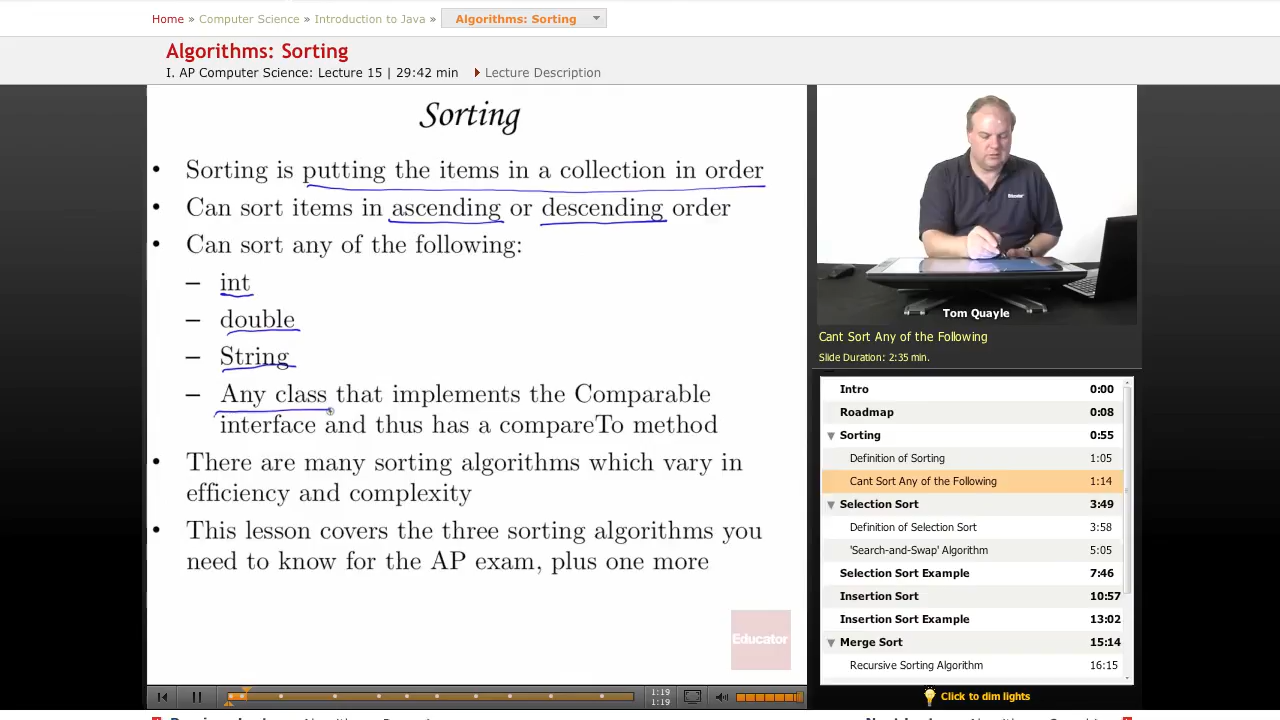 Home » Computer Science » Introduction to Java » Algorithms: Sorting
Algorithms: Sorting
I. AP Computer Science: Lecture 15 | 29:42 min Lecture Description
Sorting
• Sorting is putting the items in a collection in order
• Can sort items in ascending or descending order
• Can sort any of the following:
– int
– double
– String
– Any class that implements the Comparable
interface and thus has a compareTo method
• There are many sorting algorithms which vary in
efficiency and complexity
• This lesson covers the three sorting algorithms you
need to know for the AP exam, plus one more
Educator
1:19
1:19
Educator
Tom Quayle
Cant Sort Any of the Following
Slide Duration: 2:35 min.
Intro 0:00
Roadmap 0:08
Sorting 0:55
Definition of Sorting 1:05
Cant Sort Any of the Following 1:14
Selection Sort 3:49
Definition of Selection Sort 3:58
'Search-and-Swap' Algorithm 5:05
Selection Sort Example 7:46
Insertion Sort 10:57
Insertion Sort Example 13:02
Merge Sort 15:14
Recursive Sorting Algorithm 16:15
Click to dim lights